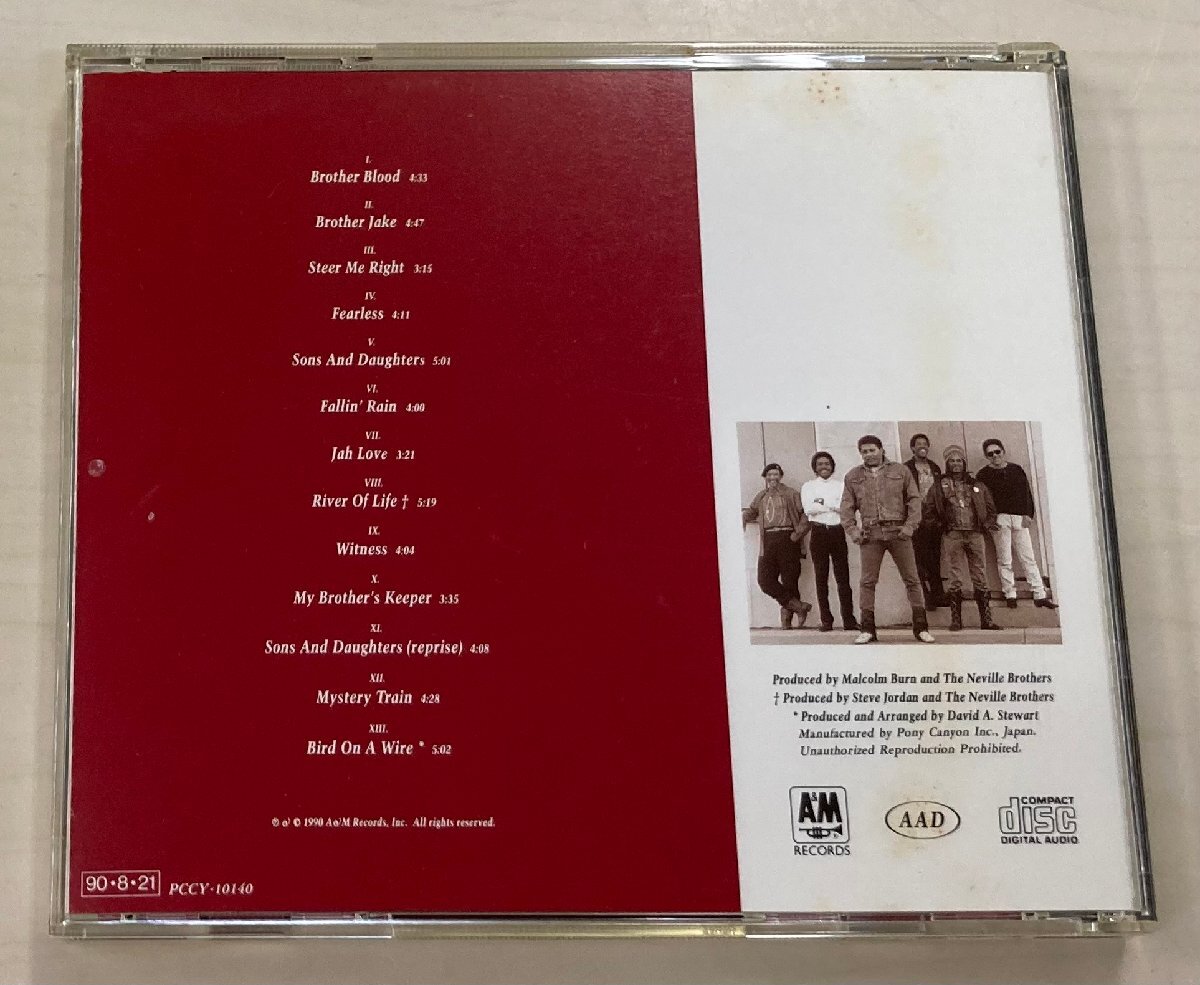 I.
Brother Blood 4:33
II.
Brother Jake 4:47
III.
Steer Me Right 3:15
IV.
Fearless 4:11
V.
Sons And Daughters 5:01
VI.
Fallin' Rain 4:00
VII.
Jah Love 3:21
VIII.
River Of Life † 5:19
IX.
Witness 4:04
X.
My Brother's Keeper 3:35
XI.
Sons And Daughters (reprise) 4:08
XII.
Mystery Train 4:28
XIII.
Bird On A Wire * 5:02
© 1990 A&M Records, Inc. All rights reserved.
90・8・21 PCCY-10140
Produced by Malcolm Burn and The Neville Brothers
† Produced by Steve Jordan and The Neville Brothers
* Produced and Arranged by David A. Stewart
Manufactured by Pony Canyon Inc., Japan.
Unauthorized Reproduction Prohibited.
A&M
RECORDS
AAD
COMPACT
disc
DIGITAL AUDIO